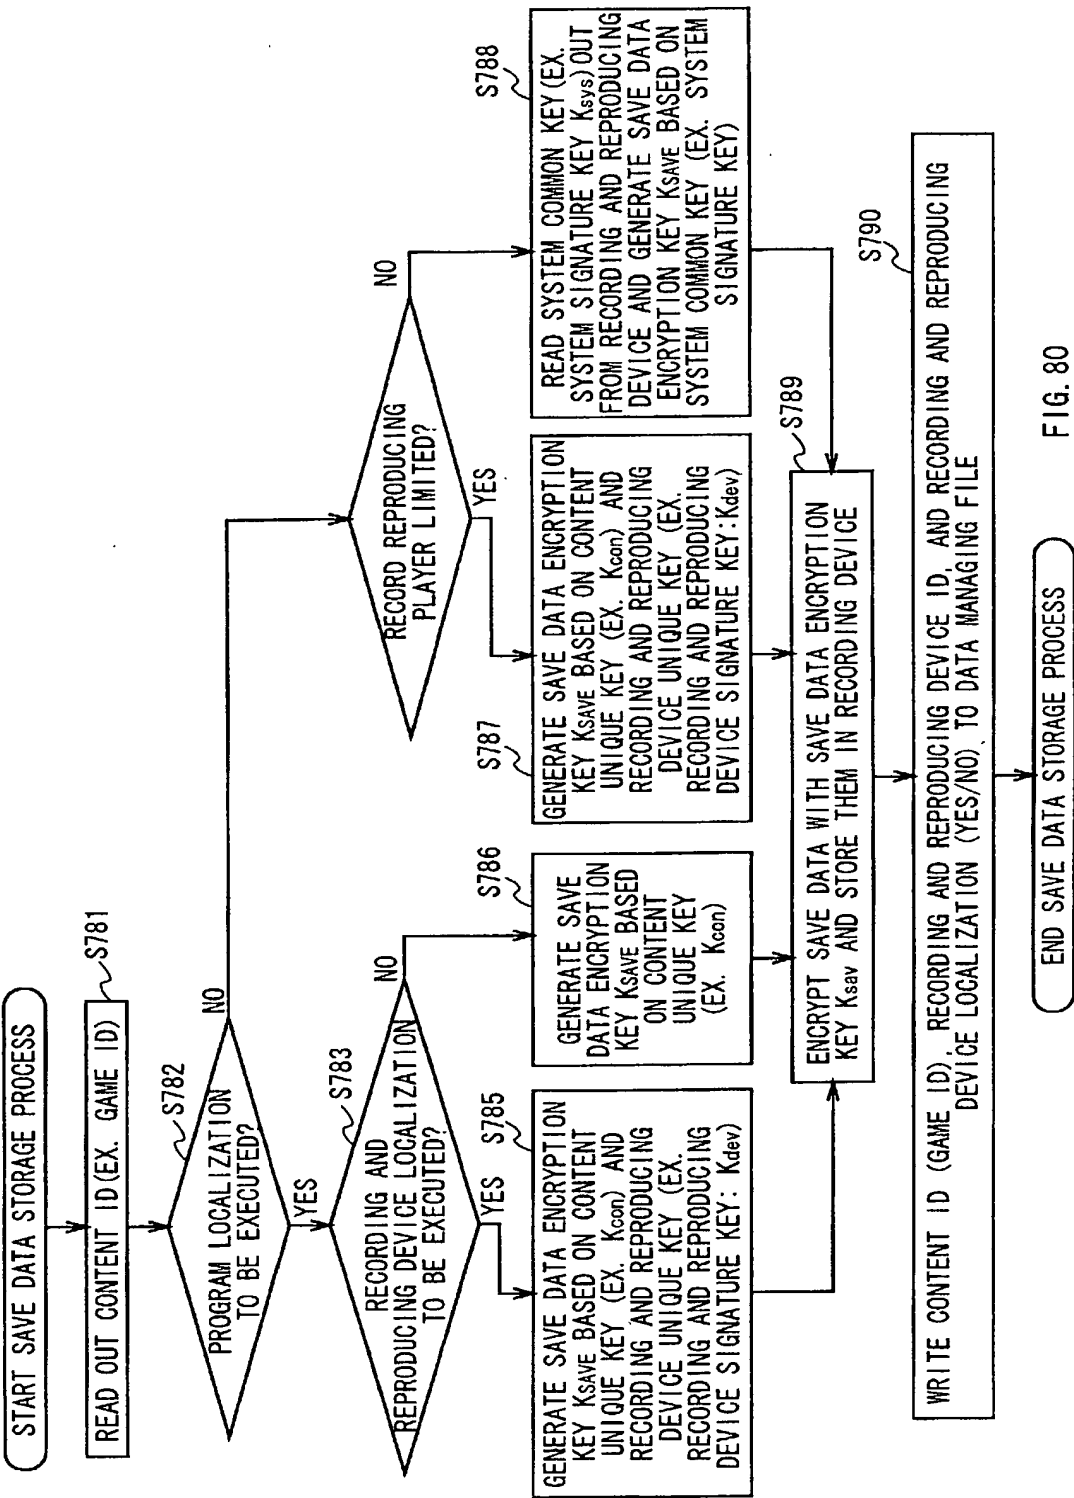 START SAVE DATA STORAGE PROCESS
READ OUT CONTENT ID(EX. GAME ID)
S781
PROGRAM LOCALIZATION
TO BE EXECUTED?
S782
NO
YES
RECORDING AND
REPRODUCING DEVICE LOCALIZATION
TO BE EXECUTED?
S783
NO
YES
RECORD REPRODUCING
PLAYER LIMITED?
NO
YES
S785
GENERATE SAVE DATA ENCRYPTION
KEY KSAVE BASED ON CONTENT
UNIQUE KEY (EX. Kcon) AND
RECORDING AND REPRODUCING
DEVICE UNIQUE KEY (EX.
RECORDING AND REPRODUCING
DEVICE SIGNATURE KEY: Kdev)
S786
GENERATE SAVE
DATA ENCRYPTION
KEY KSAVE BASED
ON CONTENT
UNIQUE KEY
(EX. Kcon)
S787
GENERATE SAVE DATA ENCRYPTION
KEY KSAVE BASED ON CONTENT
UNIQUE KEY (EX. Kcon) AND
RECORDING AND REPRODUCING
DEVICE UNIQUE KEY (EX.
RECORDING AND REPRODUCING
DEVICE SIGNATURE KEY:Kdev)
S788
READ SYSTEM COMMON KEY(EX.
SYSTEM SIGNATURE KEY Ksys)OUT
FROM RECORDING AND REPRODUCING
DEVICE AND GENERATE SAVE DATA
ENCRYPTION KEY KSAVE BASED ON
SYSTEM COMMON KEY (EX. SYSTEM
SIGNATURE KEY)
S789
ENCRYPT SAVE DATA WITH SAVE DATA ENCRYPTION
KEY Ksav AND STORE THEM IN RECORDING DEVICE
S790
WRITE CONTENT ID (GAME ID), RECORDING AND REPRODUCING DEVICE ID, AND RECORDING AND REPRODUCING
DEVICE LOCALIZATION (YES/NO) TO DATA MANAGING FILE
END SAVE DATA STORAGE PROCESS
FIG. 80